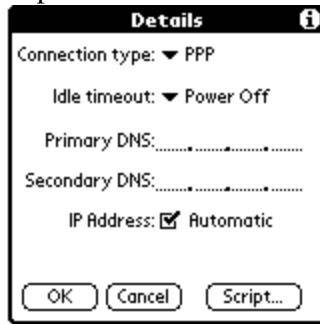 Details
Connection type: PPP
Idle timeout: Power Off
Primary DNS:
Secondary DNS:
IP Address: Automatic
OK Cancel Script...